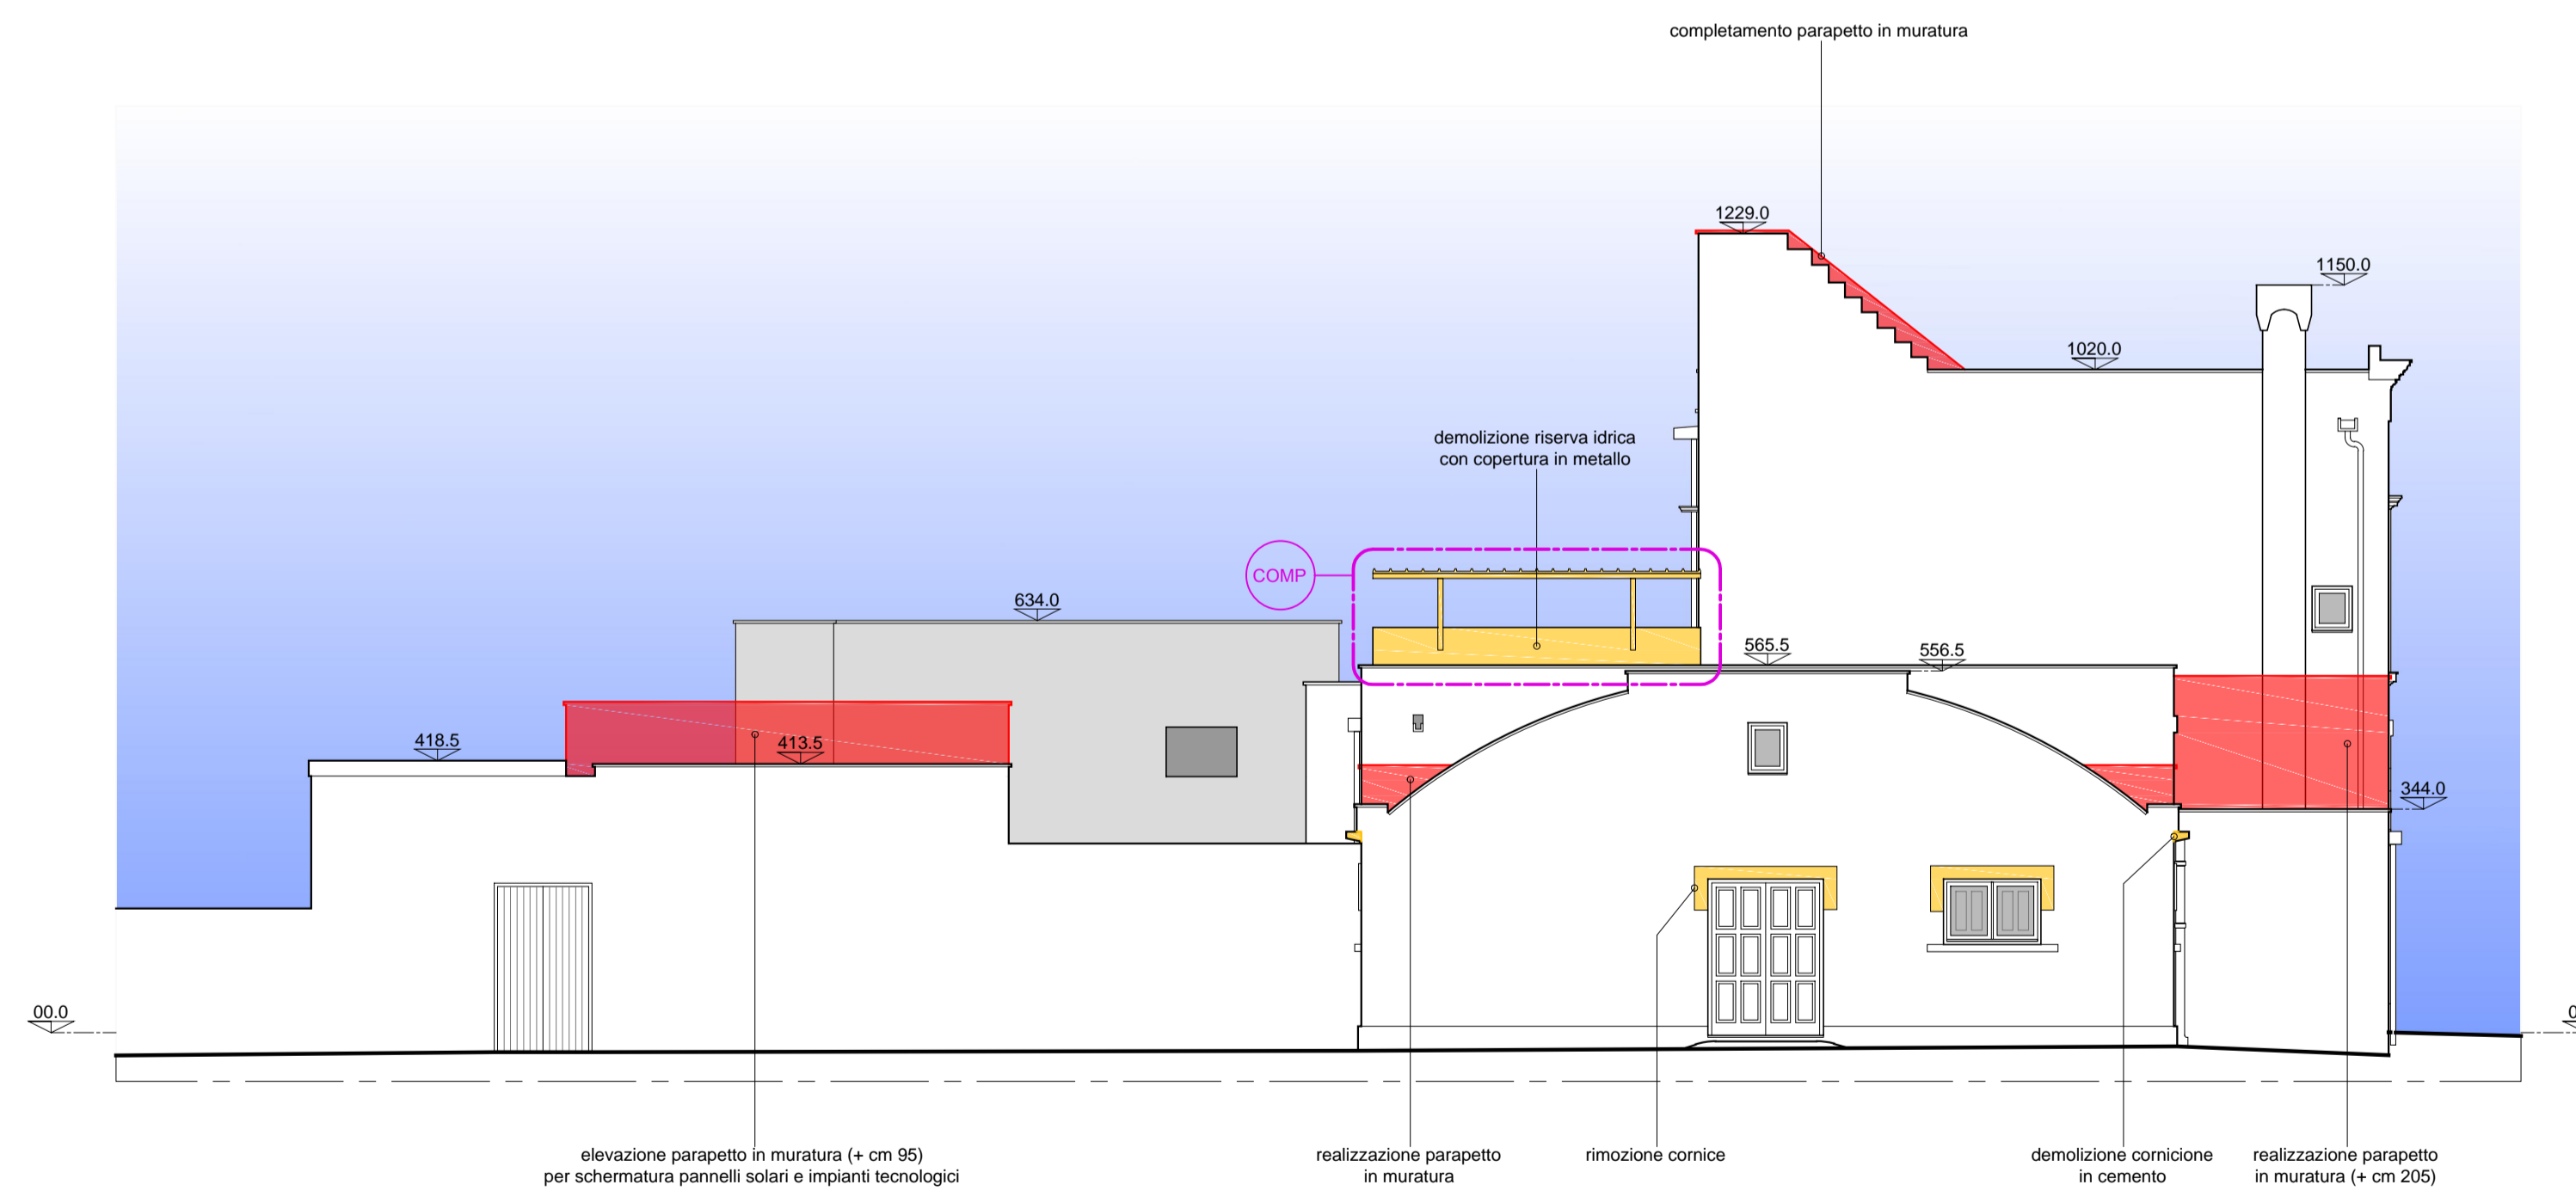 completamento parapetto in muratura
1229.0
1150.0
1020.0
demolizione riserva idrica
con copertura in metallo
COMP
634.0
565.5
556.5
418.5
413.5
344.0
00.0
elevazione parapetto in muratura (+ cm 95)
per schermatura pannelli solari e impianti tecnologici
realizzazione parapetto
in muratura
rimozione cornice
demolizione cornicione
in cemento
realizzazione parapetto
in muratura (+ cm 205)